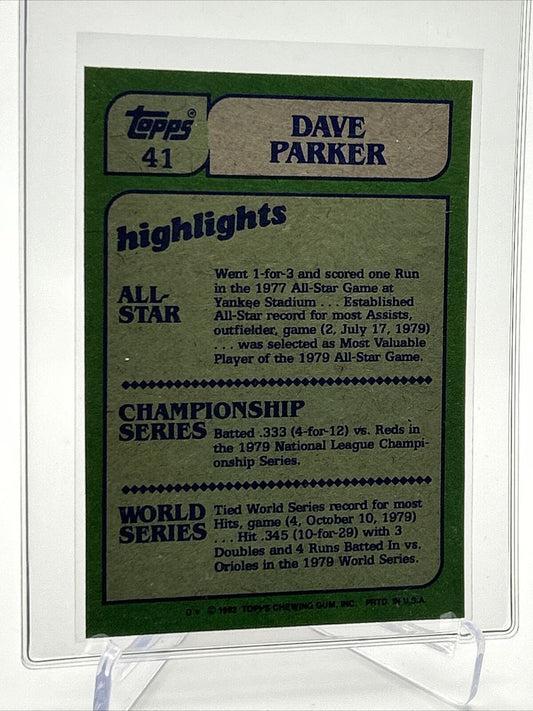 topps
41
DAVE
PARKER
highlights
ALL-
STAR
Went 1-for-3 and scored one Run
in the 1977 All-Star Game at
Yankee Stadium . . . Established
All-Star record for most Assists,
outfielder, game (2, July 17, 1979)
. . . was selected as Most Valuable
Player of the 1979 All-Star Game.
CHAMPIONSHIP
SERIES
Batted .333 (4-for-12) vs. Reds in
the 1979 National League Champi-
onship Series.
WORLD
SERIES
Tied World Series record for most
Hits, game (4, October 10, 1979)
. . . Hit .345 (10-for-29) with 3
Doubles and 4 Runs Batted In vs.
Orioles in the 1979 World Series.
© 1982 TOPPS CHEWING GUM, INC. PRTD. IN U.S.A.